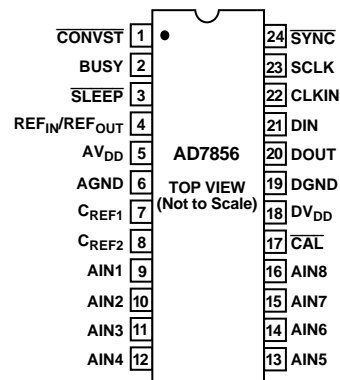 CONVST 1
BUSY 2
SLEEP 3
REFIN/REFOUT 4
AVDD 5
AGND 6
CREF1 7
CREF2 8
AIN1 9
AIN2 10
AIN3 11
AIN4 12
AD7856
TOP VIEW
(Not to Scale)
24 SYNC
23 SCLK
22 CLKIN
21 DIN
20 DOUT
19 DGND
18 DVDD
17 CAL
16 AIN8
15 AIN7
14 AIN6
13 AIN5